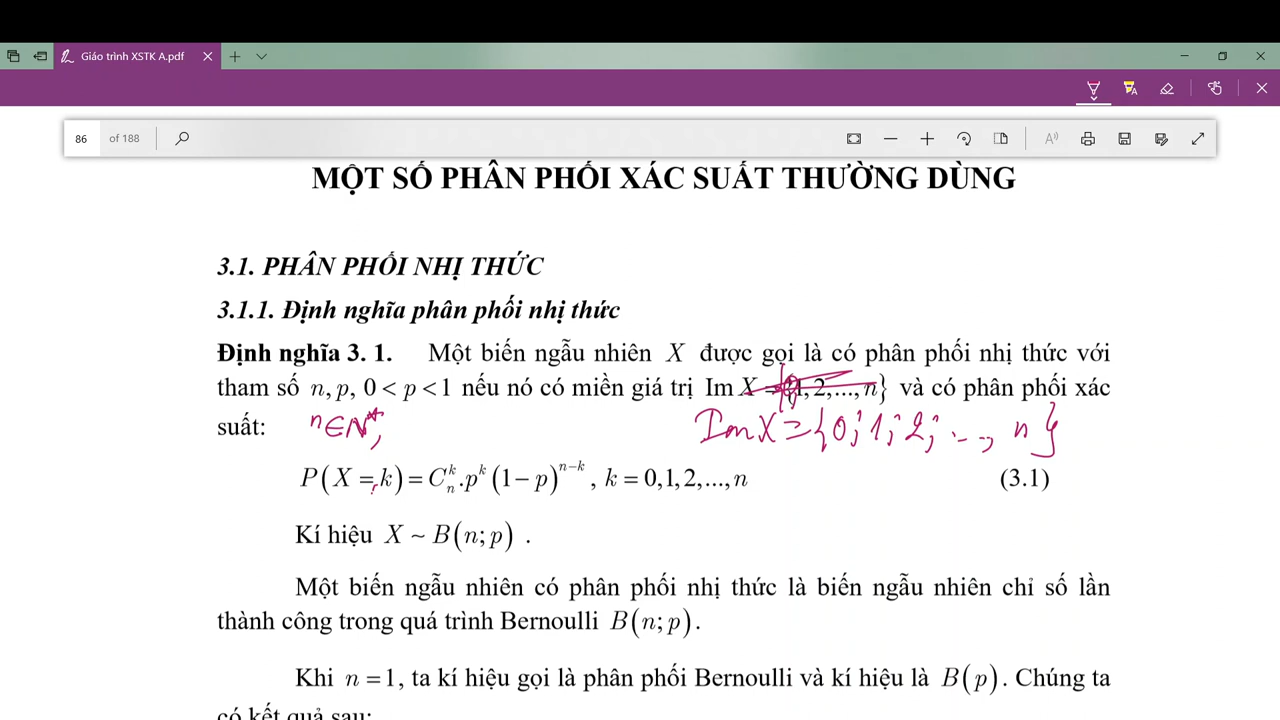 Giáo trình XSTK A.pdf
86 of 188
MỘT SỐ PHÂN PHỐI XÁC SUẤT THƯỜNG DÙNG
3.1. PHÂN PHỐI NHỊ THỨC
3.1.1. Định nghĩa phân phối nhị thức
Định nghĩa 3. 1. Một biến ngẫu nhiên X được gọi là có phân phối nhị thức với
tham số n, p, 0 < p < 1 nếu nó có miền giá trị Im X = {0,1,2,...,n} và có phân phối xác
suất: n∈N*, ImX = {0; 1; 2; ..., n}
P(X = k) = C_n^k.p^k (1−p)^{n−k}, k = 0,1,2,...,n (3.1)
Kí hiệu X ~ B(n; p) .
Một biến ngẫu nhiên có phân phối nhị thức là biến ngẫu nhiên chỉ số lần
thành công trong quá trình Bernoulli B(n; p).
Khi n = 1, ta kí hiệu gọi là phân phối Bernoulli và kí hiệu là B(p). Chúng ta
có kết quả sau: